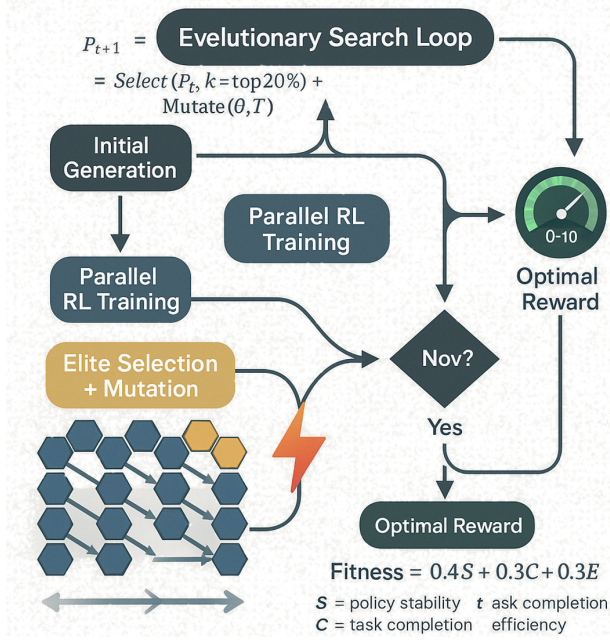 Evelutionary Search Loop
P_{t+1} =
= Select(P_t, k=top20%) +
Mutate(θ,T)
Initial
Generation
Parallel RL
Training
0-10
Optimal
Reward
Parallel
RL Training
Nov?
Elite Selection
+ Mutation
Yes
Optimal Reward
Fitness = 0.4S + 0.3C + 0.3E
S = policy stability t ask completion
C = task completion efficiency